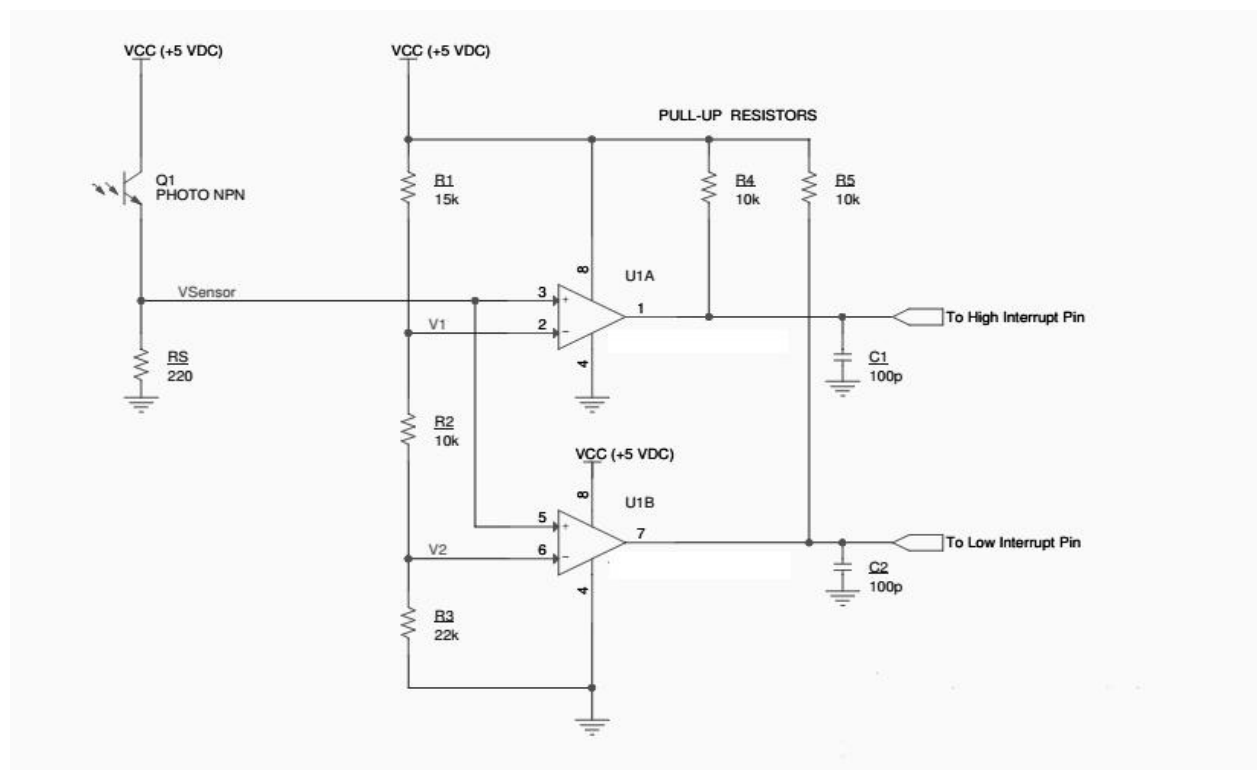 VCC (+5 VDC)
VCC (+5 VDC)
PULL-UP RESISTORS
Q1
PHOTO NPN
R1
15k
R4
10k
R5
10k
8
U1A
VSensor
3
+
1
V1
2
-
To High Interrupt Pin
4
RS
220
C1
100p
R2
10k
VCC (+5 VDC)
8
U1B
5
+
7
V2
6
-
To Low Interrupt Pin
4
C2
100p
R3
22k